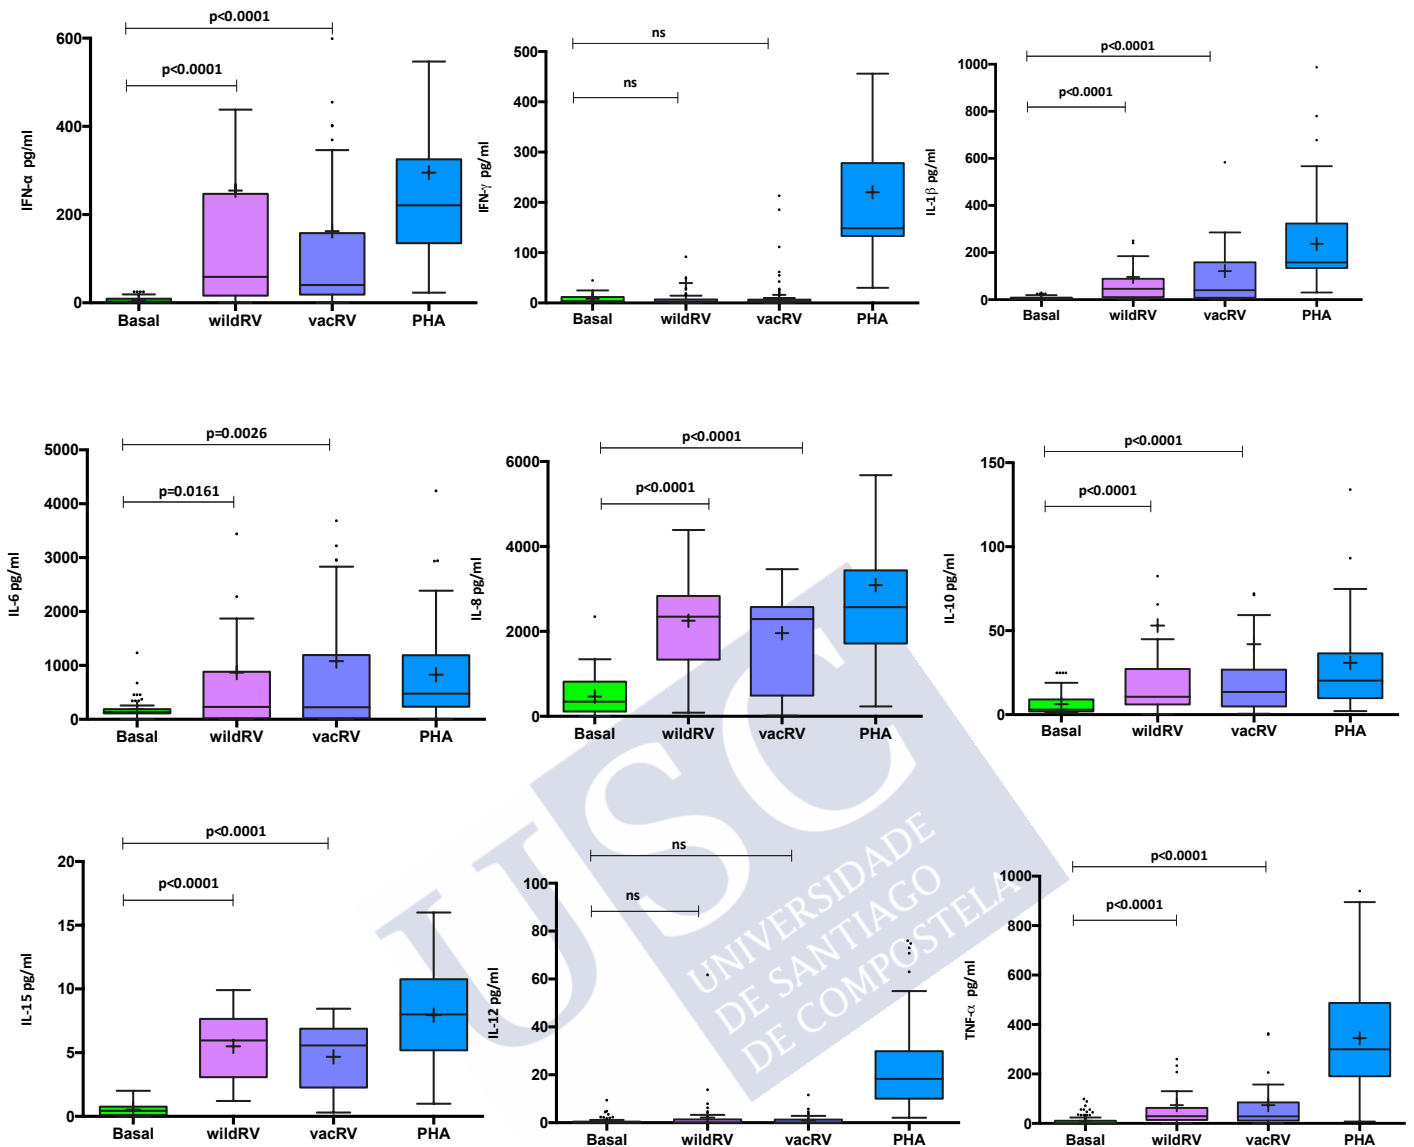 p<0.0001
p<0.0001
600
400
200
0
IFN-α pg/ml
Basal
wildRV
vacRV
PHA
ns
ns
500
400
300
200
100
0
IFN-γ pg/ml
Basal
wildRV
vacRV
PHA
p<0.0001
p<0.0001
1000
800
600
400
200
0
IL-1β pg/ml
Basal
wildRV
vacRV
PHA
p=0.0026
p=0.0161
5000
4000
3000
2000
1000
0
IL-6 pg/ml
Basal
wildRV
vacRV
PHA
p<0.0001
p<0.0001
6000
4000
2000
0
IL-8 pg/ml
Basal
wildRV
vacRV
PHA
p<0.0001
p<0.0001
150
100
50
0
IL-10 pg/ml
Basal
wildRV
vacRV
PHA
p<0.0001
p<0.0001
20
15
10
5
0
IL-15 pg/ml
Basal
wildRV
vacRV
PHA
ns
ns
100
80
60
40
20
0
IL-12 pg/ml
Basal
wildRV
vacRV
PHA
p<0.0001
p<0.0001
1000
800
600
400
200
0
TNF-α pg/ml
Basal
wildRV
vacRV
PHA
USC
UNIVERSIDADE
DE SANTIAGO
DE COMPOSTELA